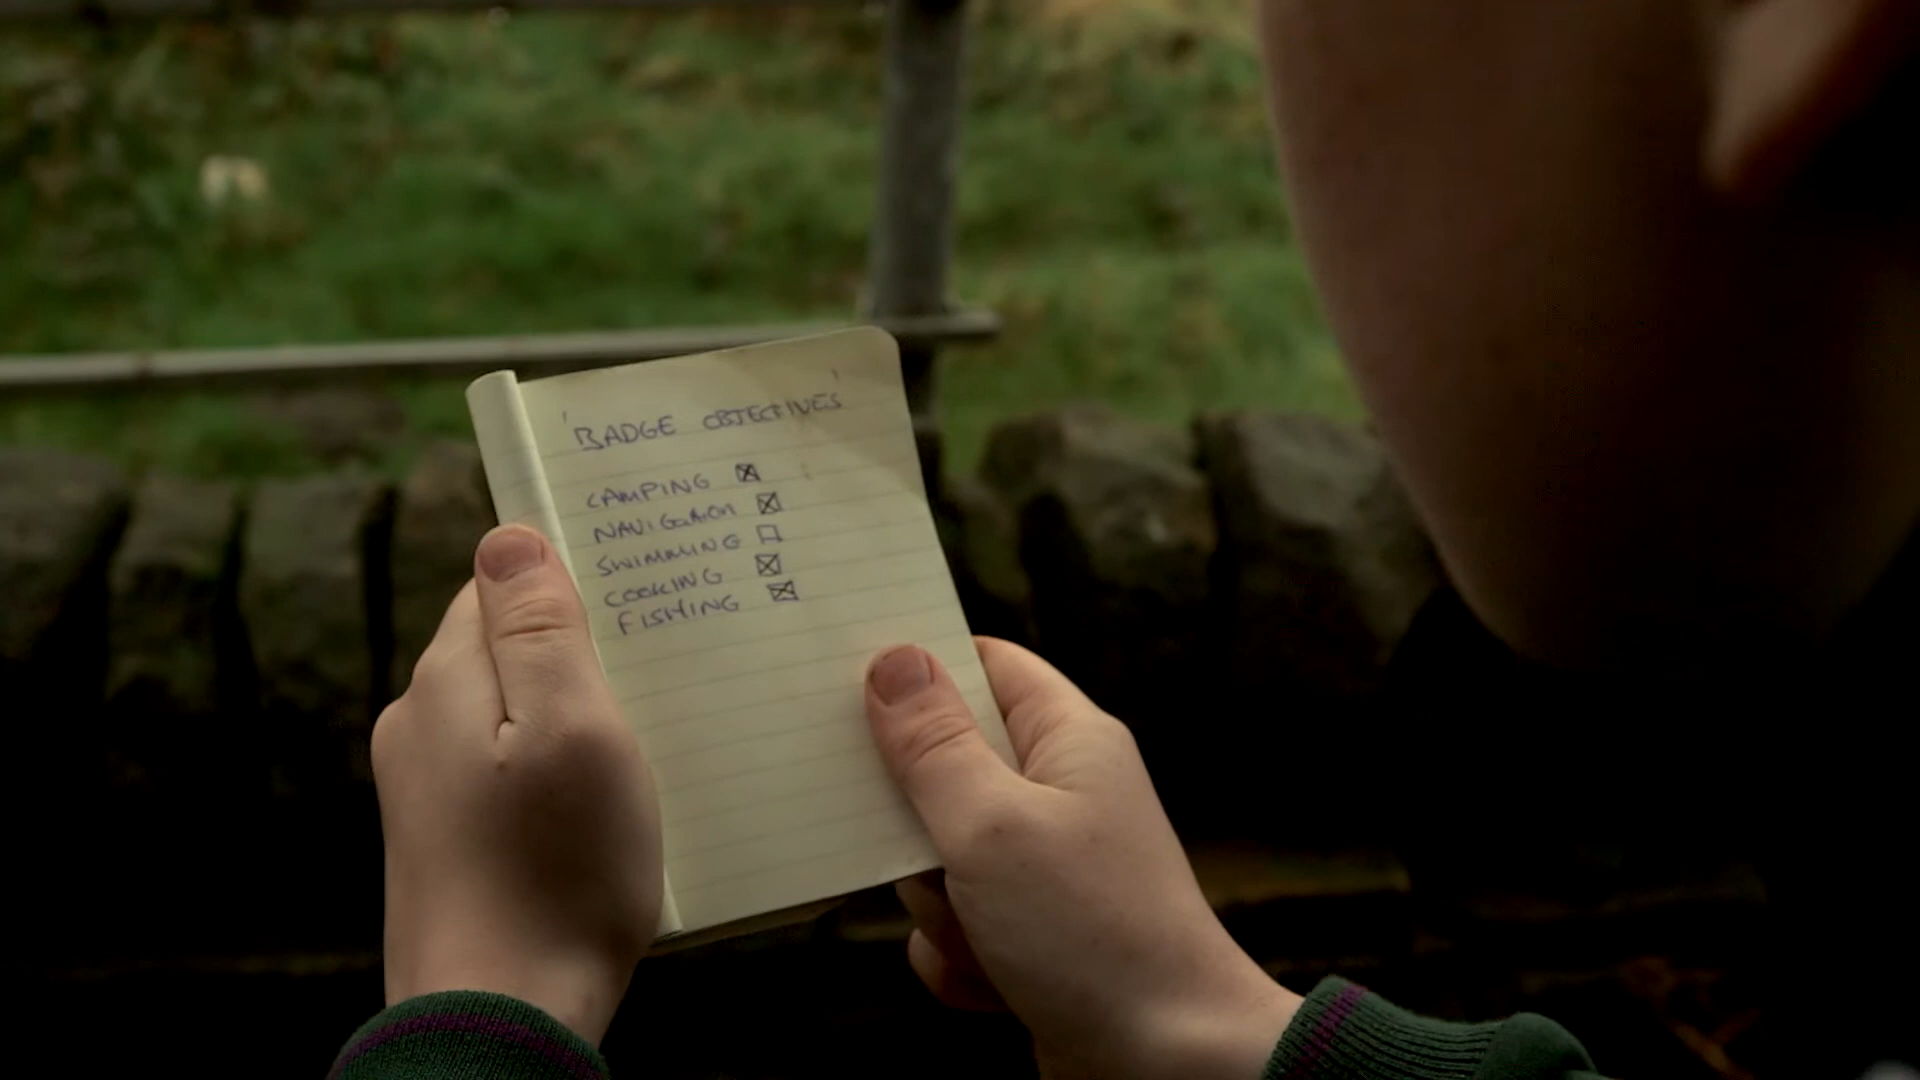 'BADGE OBJECTIVES'
CAMPING ☒
NAVIGATION ☒
SWIMMING ☐
COOKING ☒
FISHING ☒